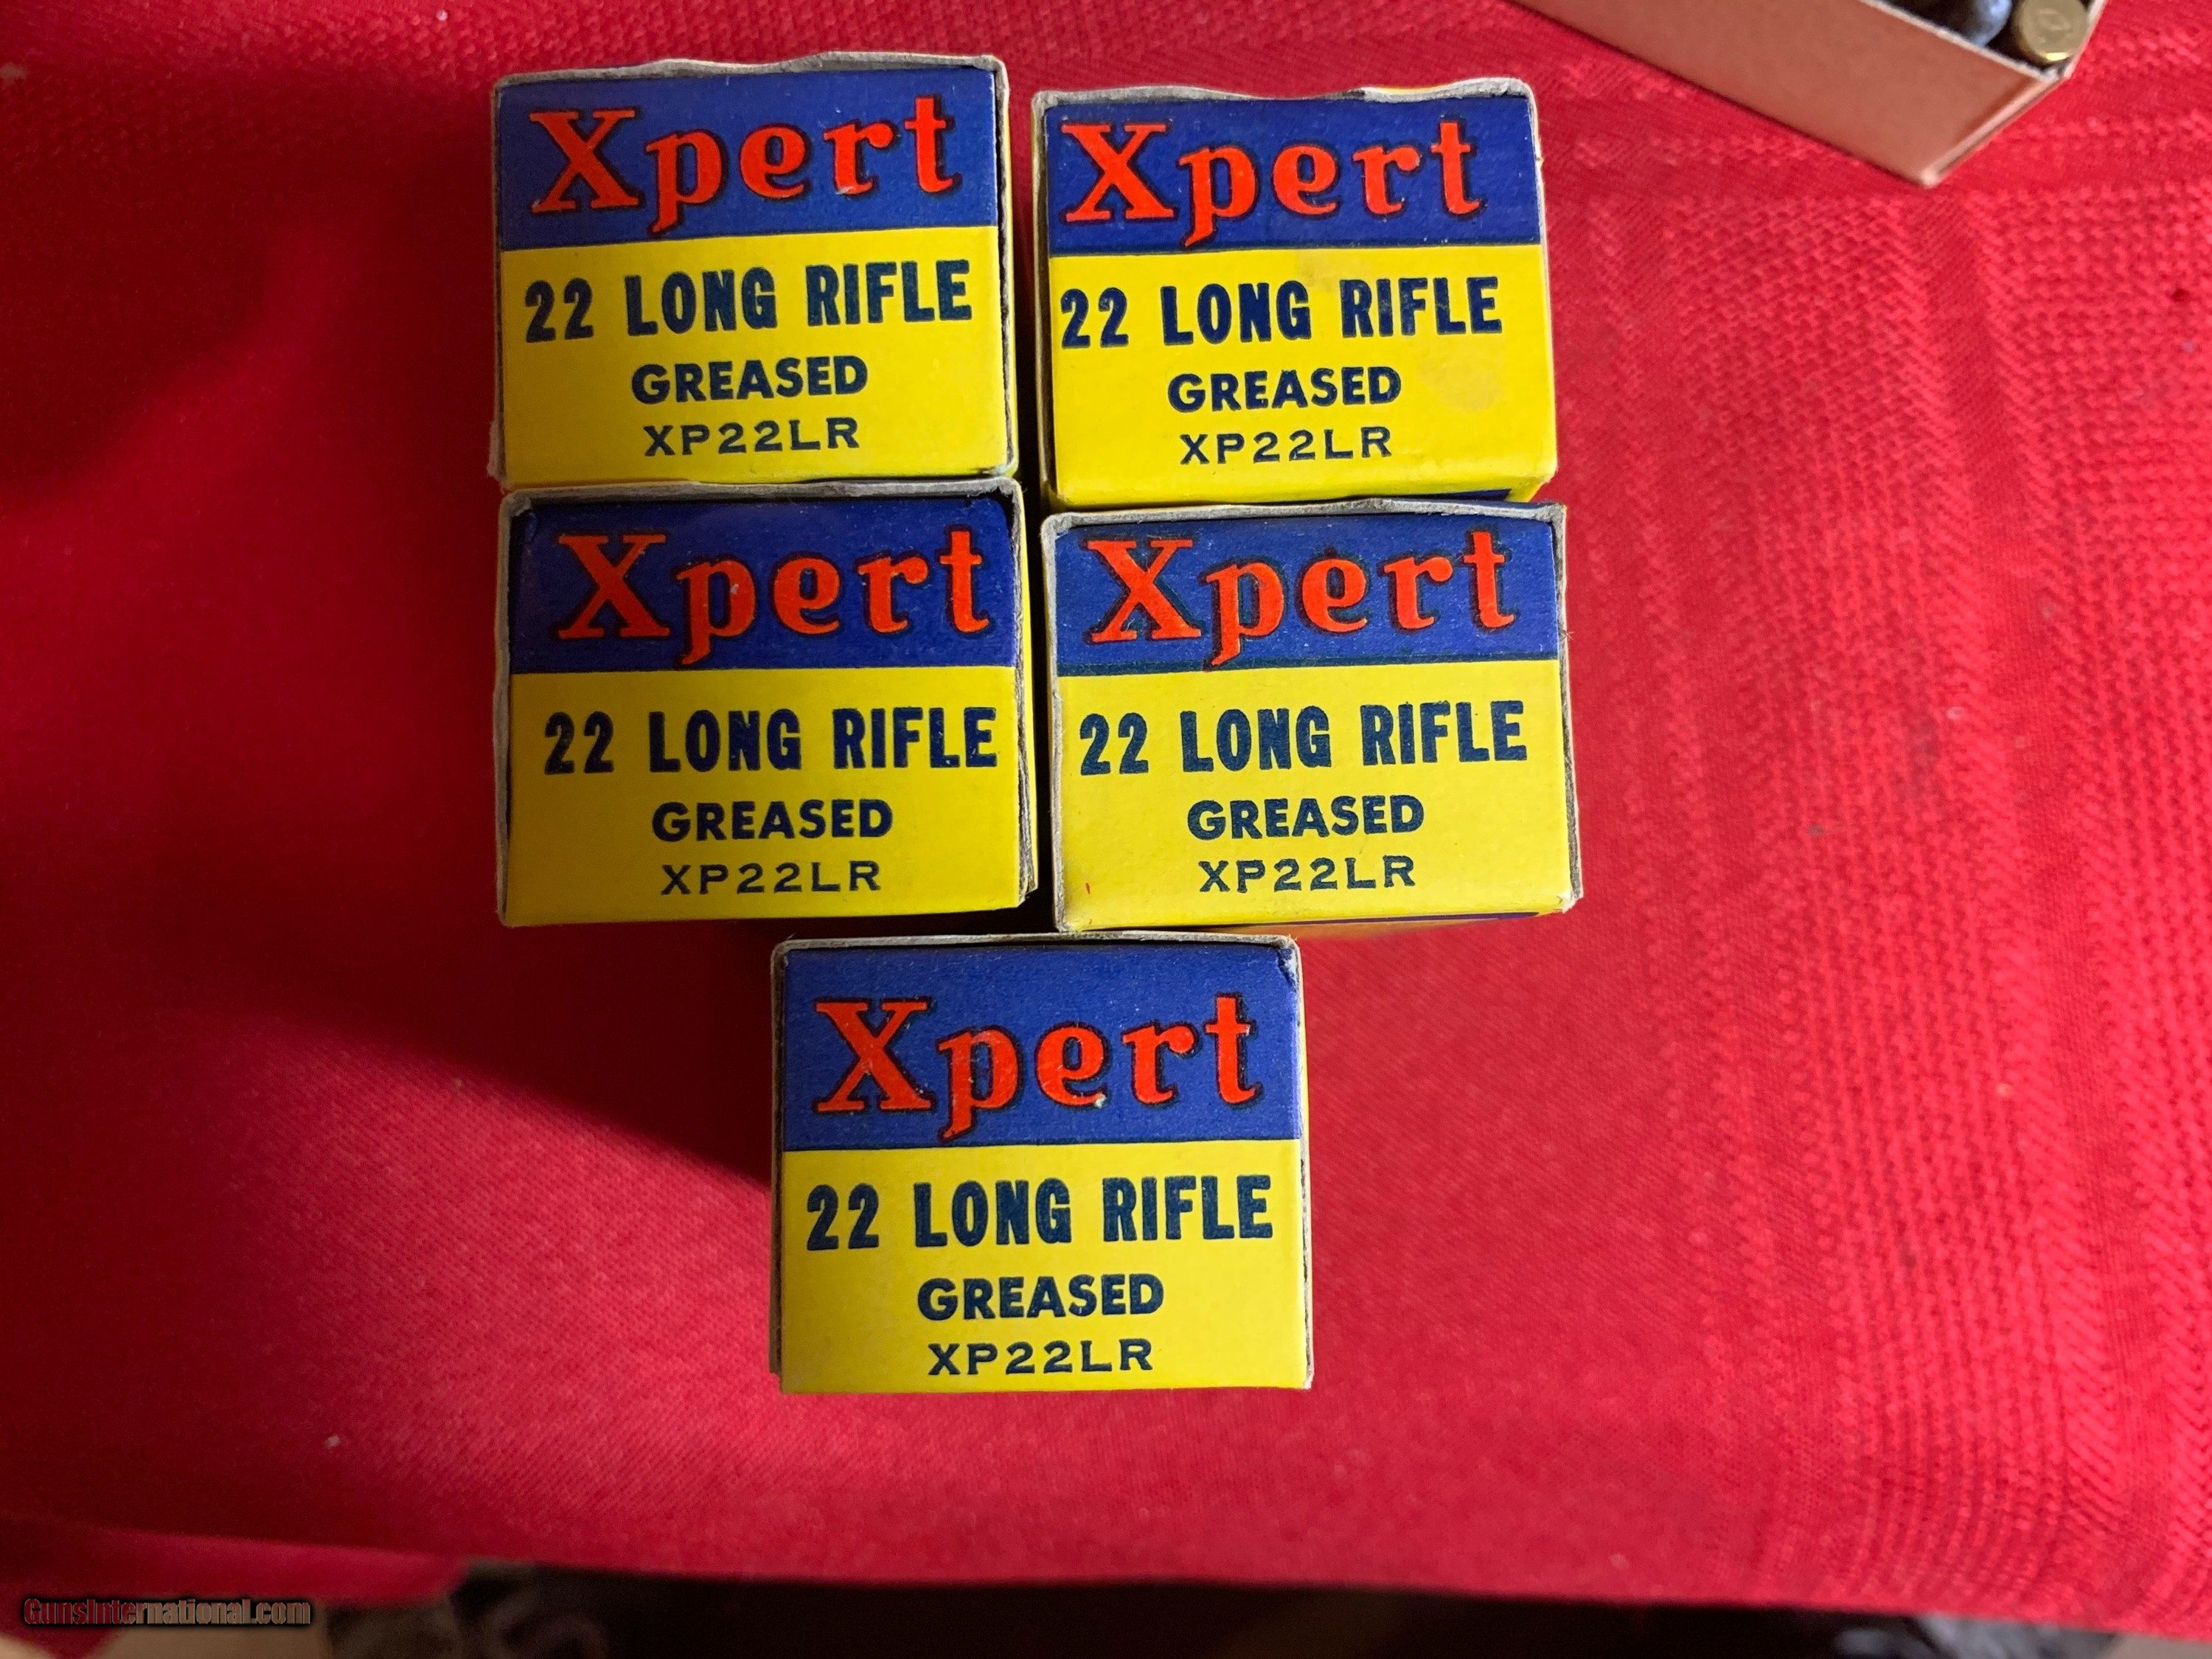 Xpert
22 LONG RIFLE
GREASED
XP22LR
Xpert
22 LONG RIFLE
GREASED
XP22LR
Xpert
22 LONG RIFLE
GREASED
XP22LR
Xpert
22 LONG RIFLE
GREASED
XP22LR
Xpert
22 LONG RIFLE
GREASED
XP22LR
GunsInternational.com